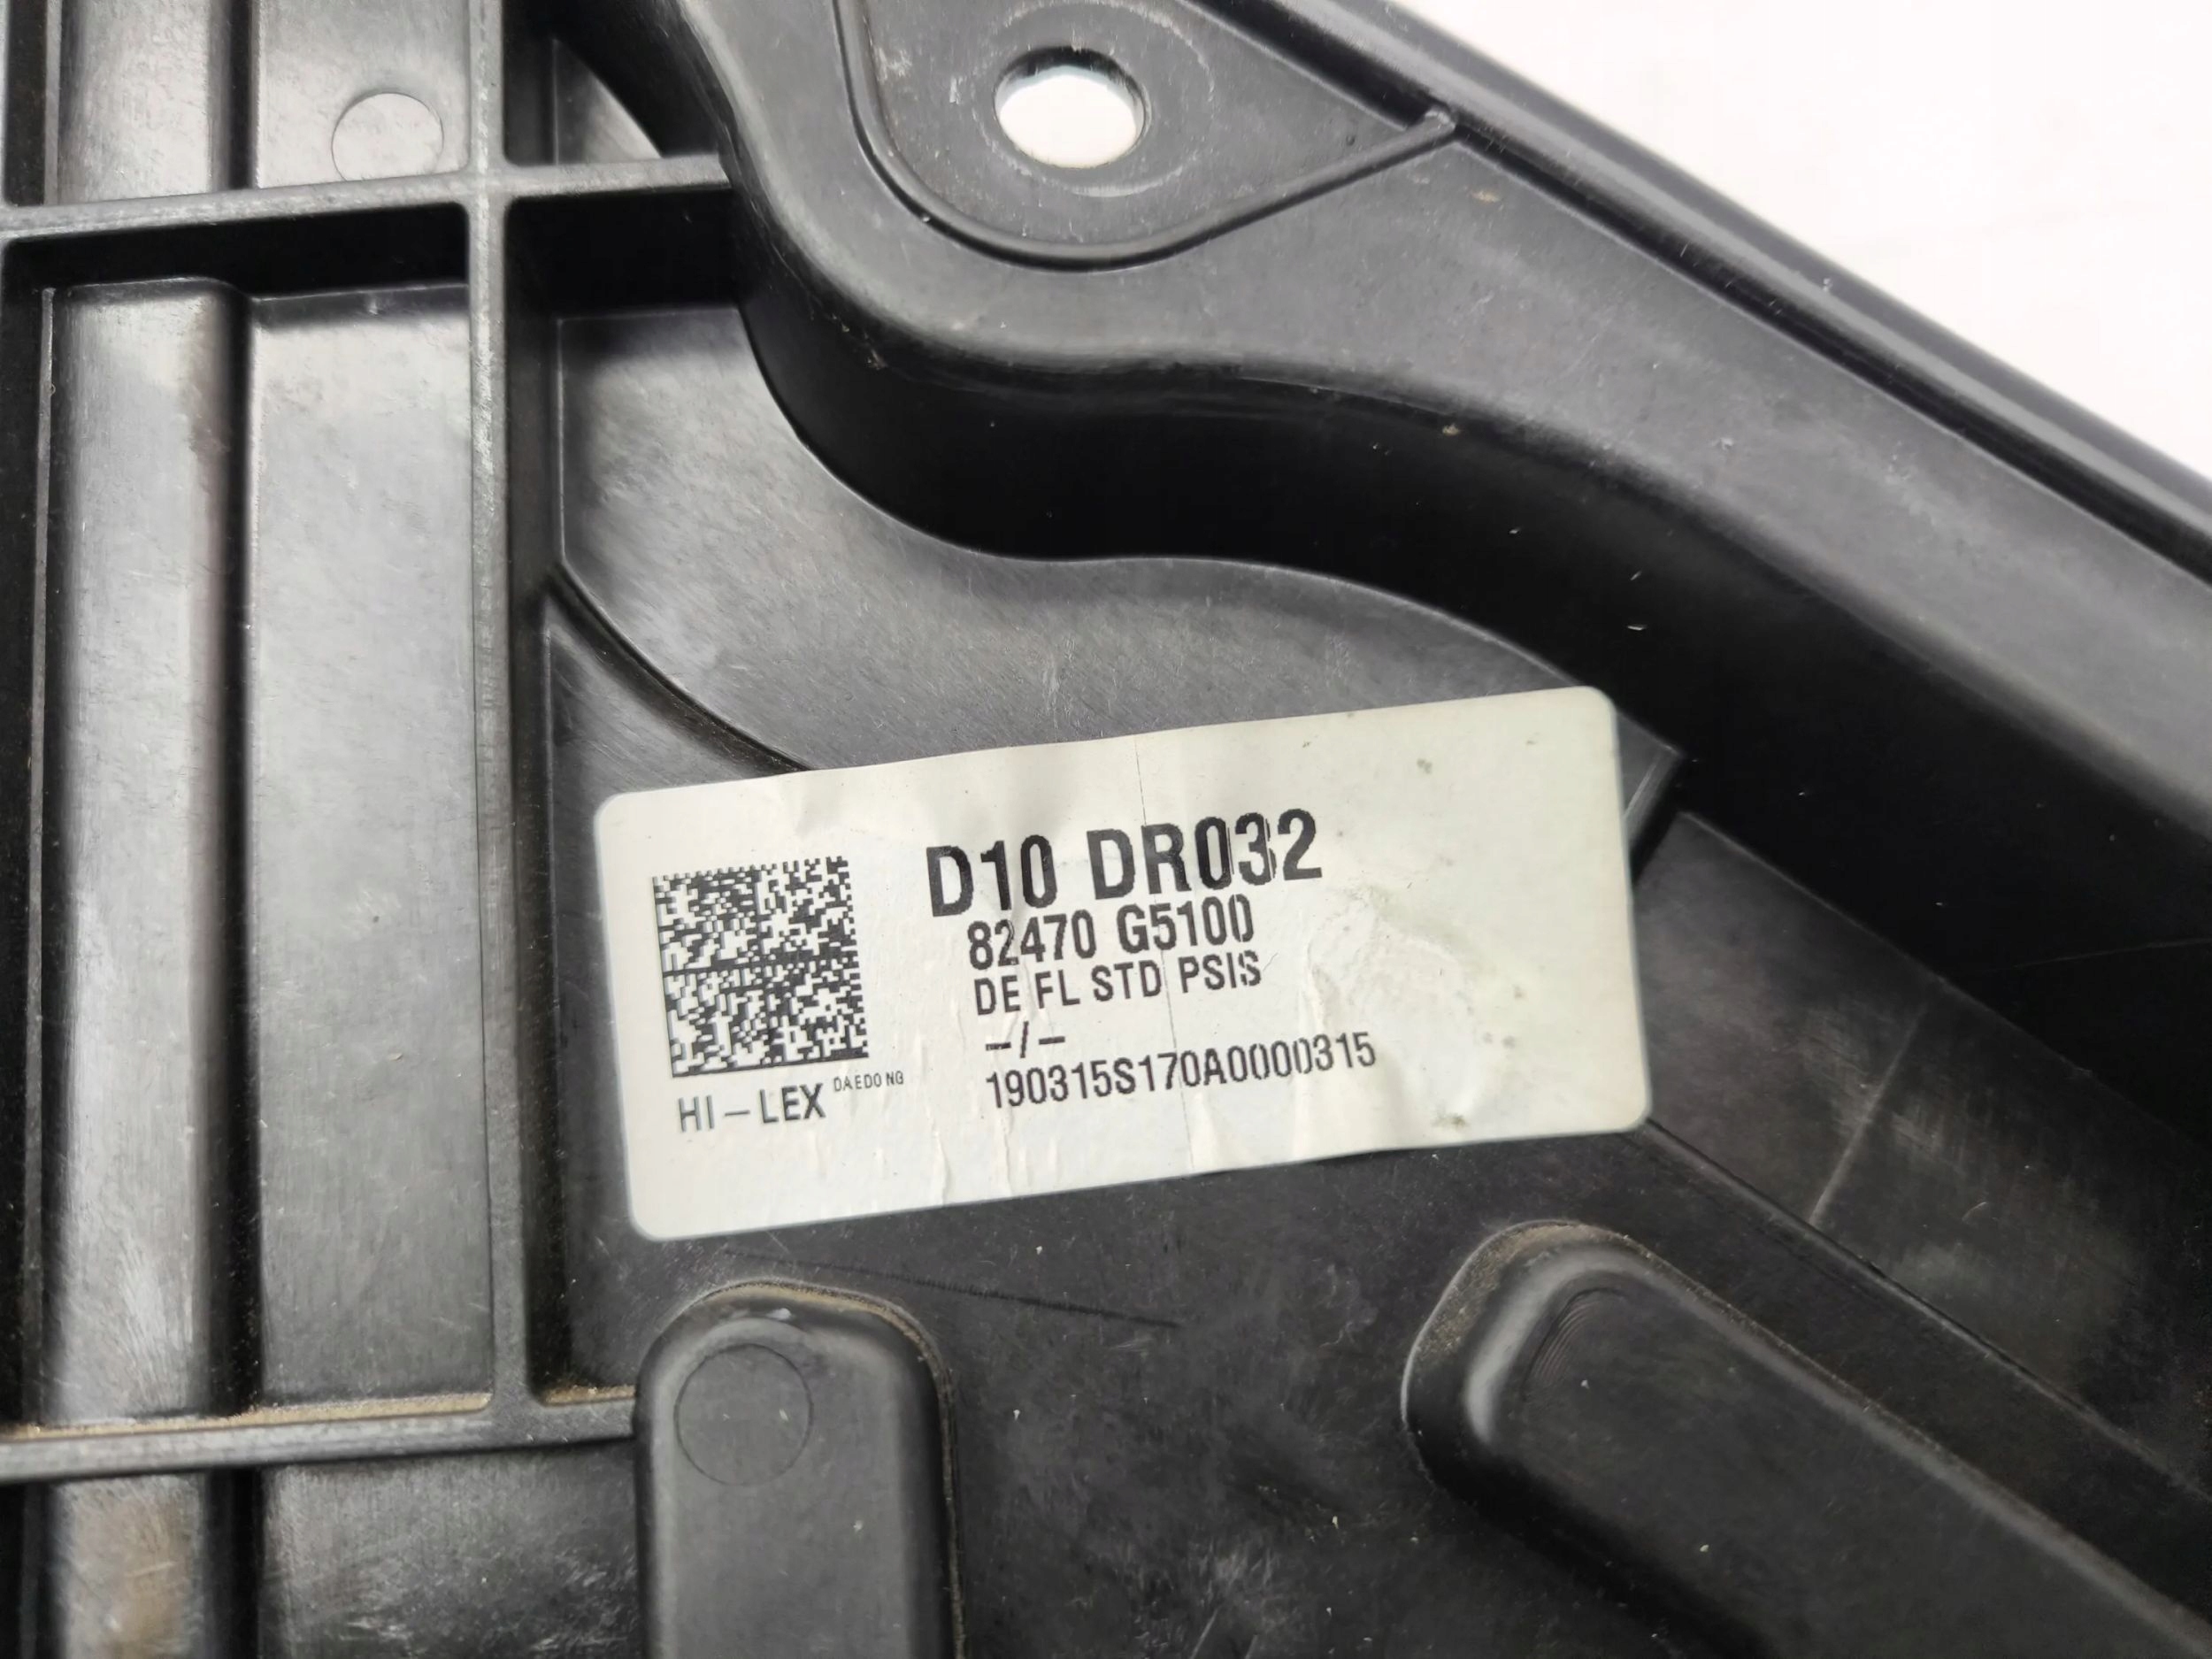 D10 DR032
82470 G5100
DE FL STD PSIS
-/-
190315S170A0000315
HI-LEX DAEDONG